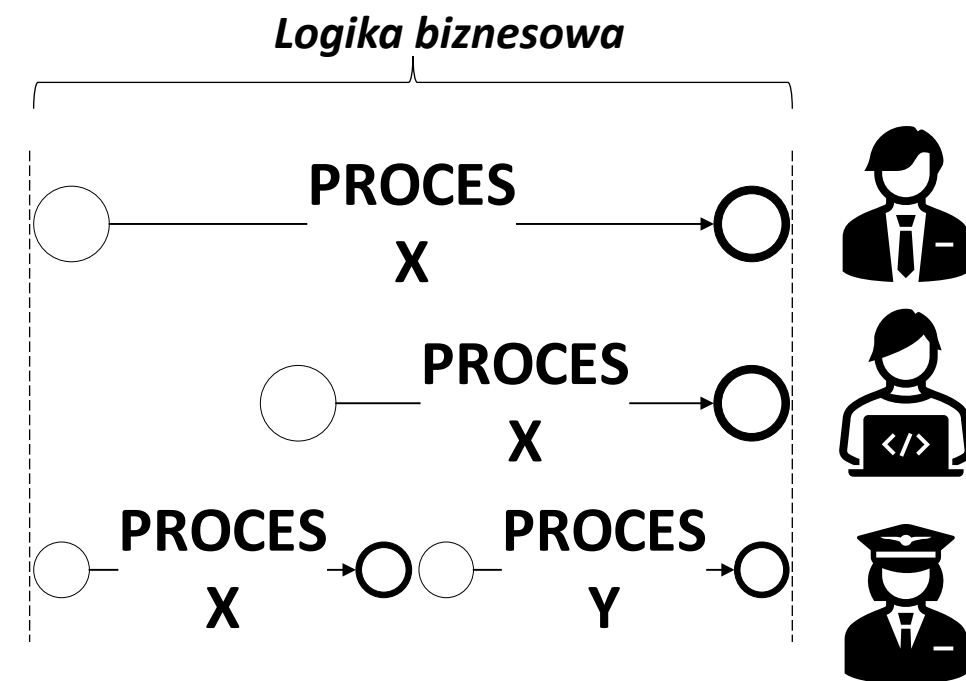 Logika biznesowa
PROCES
X
PROCES
X
</>
PROCES
X
PROCES
Y